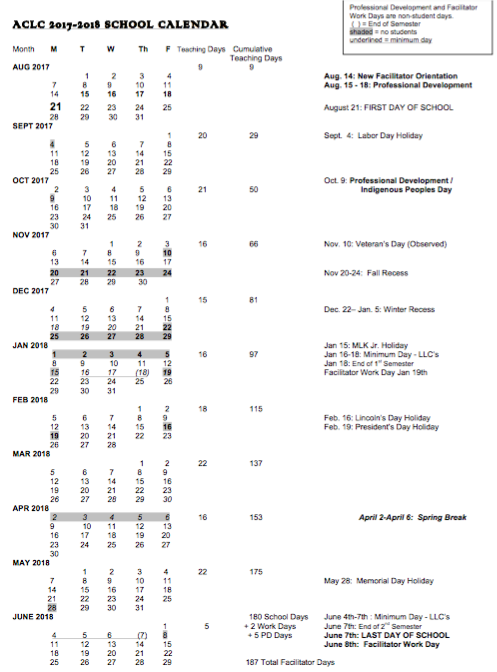 Professional Development and Facilitator
Work Days are non-student days.
( ) = End of Semester
shaded = no students
underlined = minimum day
ACLC 2017-2018 SCHOOL CALENDAR
Month M T W Th F Teaching Days Cumulative
Teaching Days
AUG 2017 9 9
1 2 3 4 Aug. 14: New Facilitator Orientation
7 8 9 10 11 Aug. 15 - 18: Professional Development
14 15 16 17 18
21 22 23 24 25 August 21: FIRST DAY OF SCHOOL
28 29 30 31
SEPT 2017
1 20 29 Sept. 4: Labor Day Holiday
4 5 6 7 8
11 12 13 14 15
18 19 20 21 22
25 26 27 28 29
OCT 2017 Oct. 9: Professional Development /
2 3 4 5 6 21 50 Indigenous Peoples Day
9 10 11 12 13
16 17 18 19 20
23 24 25 26 27
30 31
NOV 2017
1 2 3 16 66 Nov. 10: Veteran's Day (Observed)
6 7 8 9 10
13 14 15 16 17
20 21 22 23 24 Nov 20-24: Fall Recess
27 28 29 30
DEC 2017
1 15 81
4 5 6 7 8 Dec. 22– Jan. 5: Winter Recess
11 12 13 14 15
18 19 20 21 22
25 26 27 28 29
JAN 2018 Jan 15: MLK Jr. Holiday
1 2 3 4 5 16 97 Jan 16-18: Minimum Day - LLC's
8 9 10 11 12 Jan 18: End of 1st Semester
15 16 17 (18) 19 Facilitator Work Day Jan 19th
22 23 24 25 26
29 30 31
FEB 2018
1 2 18 115
5 6 7 8 9 Feb. 16: Lincoln's Day Holiday
12 13 14 15 16 Feb. 19: President's Day Holiday
19 20 21 22 23
26 27 28
MAR 2018
1 2 22 137
5 6 7 8 9
12 13 14 15 16
19 20 21 22 23
26 27 28 29 30
APR 2018
2 3 4 5 6 16 153 April 2-April 6: Spring Break
9 10 11 12 13
16 17 18 19 20
23 24 25 26 27
30
MAY 2018
1 2 3 4 22 175
7 8 9 10 11 May 28: Memorial Day Holiday
14 15 16 17 18
21 22 23 24 25
28 29 30 31
JUNE 2018 180 School Days June 4th-7th : Minimum Day - LLC's
1 5 + 2 Work Days June 7th: End of 2nd Semester
4 5 6 (7) 8 + 5 PD Days June 7th: LAST DAY OF SCHOOL
11 12 13 14 15 June 8th: Facilitator Work Day
18 19 20 21 22
25 26 27 28 29 187 Total Facilitator Days